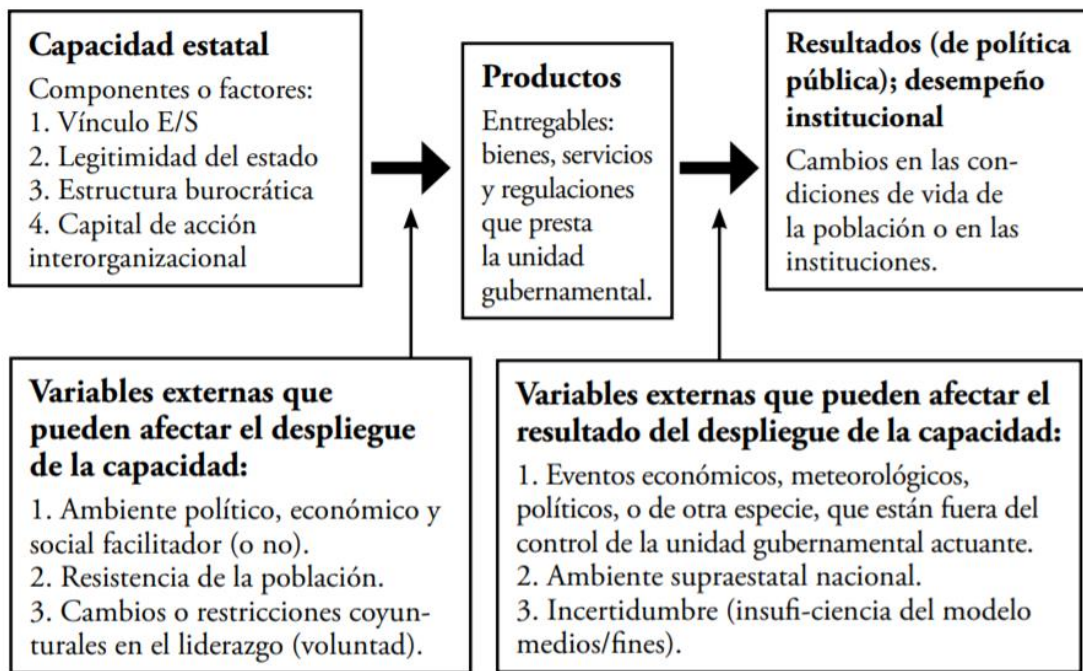 Capacidad estatal
Componentes o factores:
1. Vínculo E/S
2. Legitimidad del estado
3. Estructura burocrática
4. Capital de acción
interorganizacional
Productos
Entregables:
bienes, servicios
y regulaciones
que presta
la unidad
gubernamental.
Resultados (de política
pública); desempeño
institucional
Cambios en las con-
diciones de vida de
la población o en las
instituciones.
Variables externas que
pueden afectar el despliegue
de la capacidad:
1. Ambiente político, económico y
social facilitador (o no).
2. Resistencia de la población.
3. Cambios o restricciones coyun-
turales en el liderazgo (voluntad).
Variables externas que pueden afectar el
resultado del despliegue de la capacidad:
1. Eventos económicos, meteorológicos,
políticos, o de otra especie, que están fuera del
control de la unidad gubernamental actuante.
2. Ambiente supraestatal nacional.
3. Incertidumbre (insufi-ciencia del modelo
medios/fines).